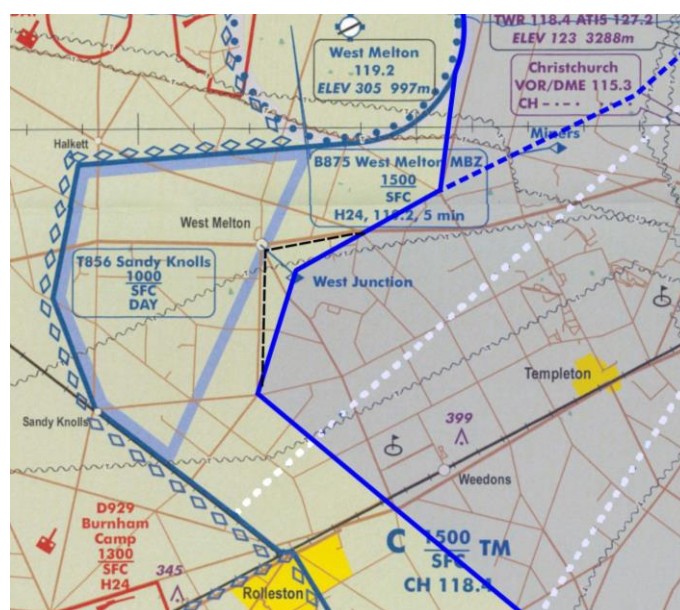 TWR 118.4 ATIS 127.2
ELEV 123 3288m
West Melton
119.2
ELEV 305 997m
Christchurch
VOR/DME 115.3
CH
Miners
Halkett
B875 West Melton MBZ
1500
SFC
H24, 119.2, 5 min
West Melton
T856 Sandy Knolls
1000
SFC
DAY
West Junction
Templeton
399
Sandy Knolls
Weedons
D929
Burnham
Camp
1300
SFC
H24
345
C 1500 TM
SFC
CH 118.4
Rolleston